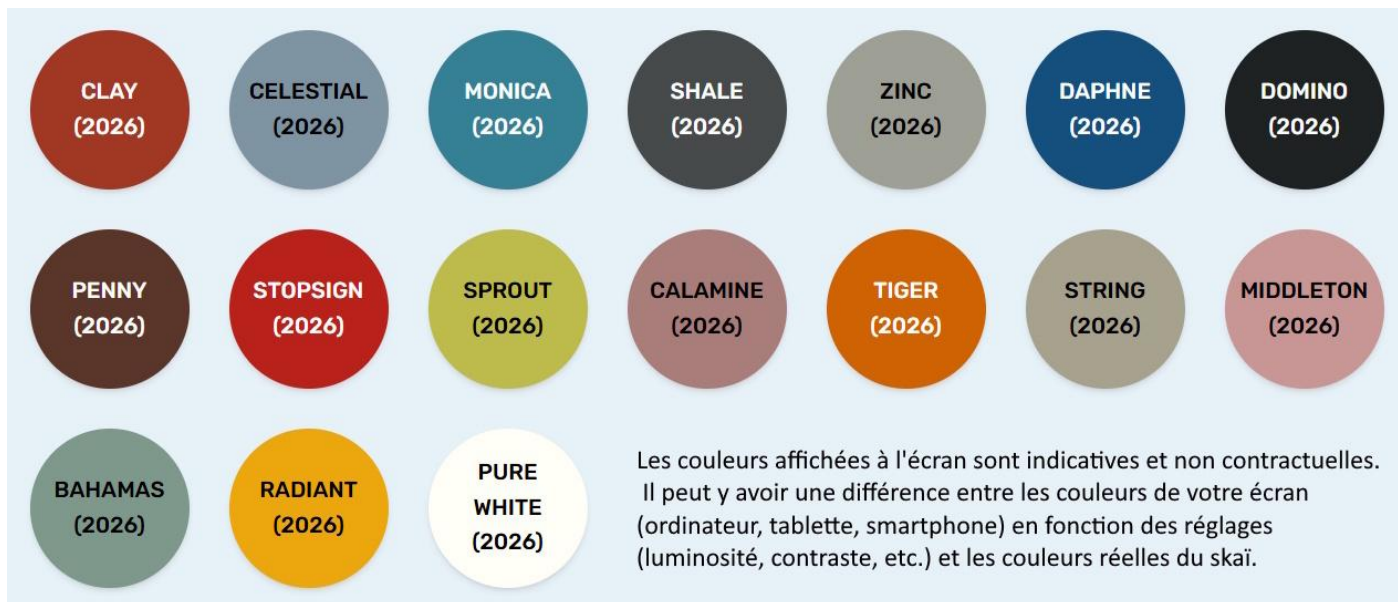 CLAY
(2026)
CELESTIAL
(2026)
MONICA
(2026)
SHALE
(2026)
ZINC
(2026)
DAPHNE
(2026)
DOMINO
(2026)
PENNY
(2026)
STOPSIGN
(2026)
SPROUT
(2026)
CALAMINE
(2026)
TIGER
(2026)
STRING
(2026)
MIDDLETON
(2026)
BAHAMAS
(2026)
RADIANT
(2026)
PURE
WHITE
(2026)
Les couleurs affichées à l'écran sont indicatives et non contractuelles.
Il peut y avoir une différence entre les couleurs de votre écran
(ordinateur, tablette, smartphone) en fonction des réglages
(luminosité, contraste, etc.) et les couleurs réelles du skaï.